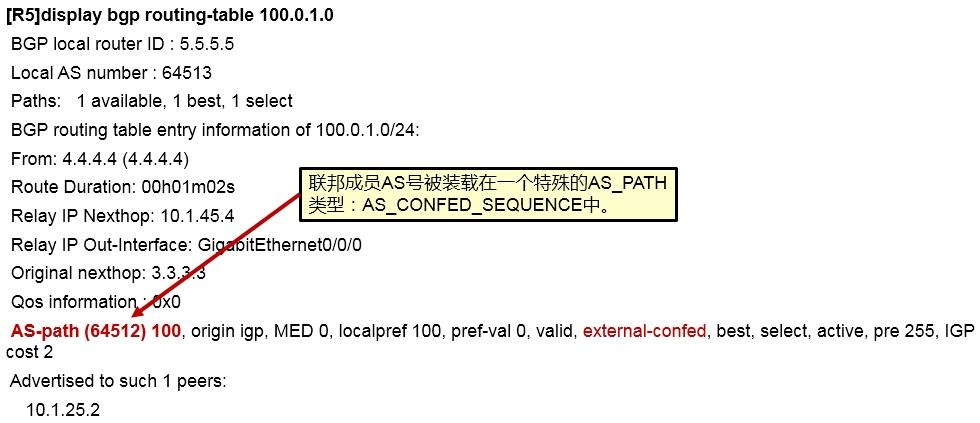 [R5]display bgp routing-table 100.0.1.0
BGP local router ID : 5.5.5.5
Local AS number : 64513
Paths:   1 available, 1 best, 1 select
BGP routing table entry information of 100.0.1.0/24:
From: 4.4.4.4 (4.4.4.4)
Route Duration: 00h01m02s
联邦成员AS号被装载在一个特殊的AS_PATH
类型：AS_CONFED_SEQUENCE中。
Relay IP Nexthop: 10.1.45.4
Relay IP Out-Interface: GigabitEthernet0/0/0
Original nexthop: 3.3.3.3
Qos information : 0x0
AS-path (64512) 100, origin igp, MED 0, localpref 100, pref-val 0, valid, external-confed, best, select, active, pre 255, IGP
cost 2
Advertised to such 1 peers:
10.1.25.2